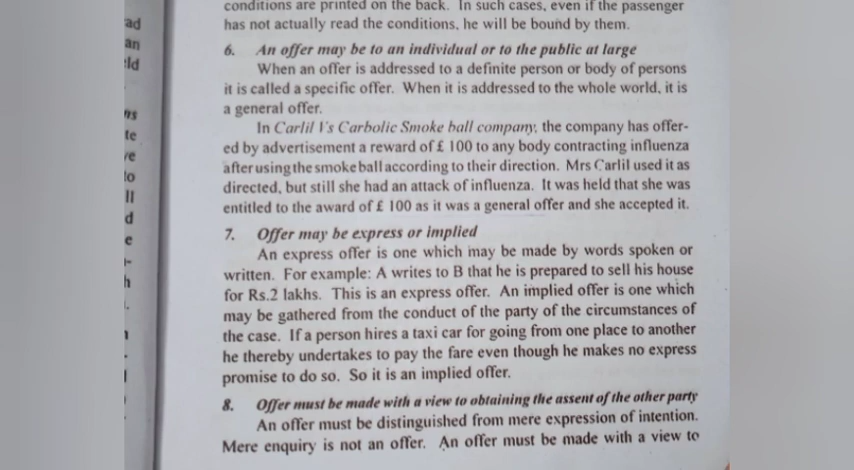 conditions are printed on the back. In such cases, even if the passenger
has not actually read the conditions, he will be bound by them.
6. An offer may be to an individual or to the public at large
When an offer is addressed to a definite person or body of persons
it is called a specific offer. When it is addressed to the whole world, it is
a general offer.
In Carlil Vs Carbolic Smoke ball company, the company has offer-
ed by advertisement a reward of £ 100 to any body contracting influenza
after using the smoke ball according to their direction. Mrs Carlil used it as
directed, but still she had an attack of influenza. It was held that she was
entitled to the award of £ 100 as it was a general offer and she accepted it.
7. Offer may be express or implied
An express offer is one which may be made by words spoken or
written. For example: A writes to B that he is prepared to sell his house
for Rs.2 lakhs. This is an express offer. An implied offer is one which
may be gathered from the conduct of the party of the circumstances of
the case. If a person hires a taxi car for going from one place to another
he thereby undertakes to pay the fare even though he makes no express
promise to do so. So it is an implied offer.
8. Offer must be made with a view to obtaining the assent of the other party
An offer must be distinguished from mere expression of intention.
Mere enquiry is not an offer. An offer must be made with a view to